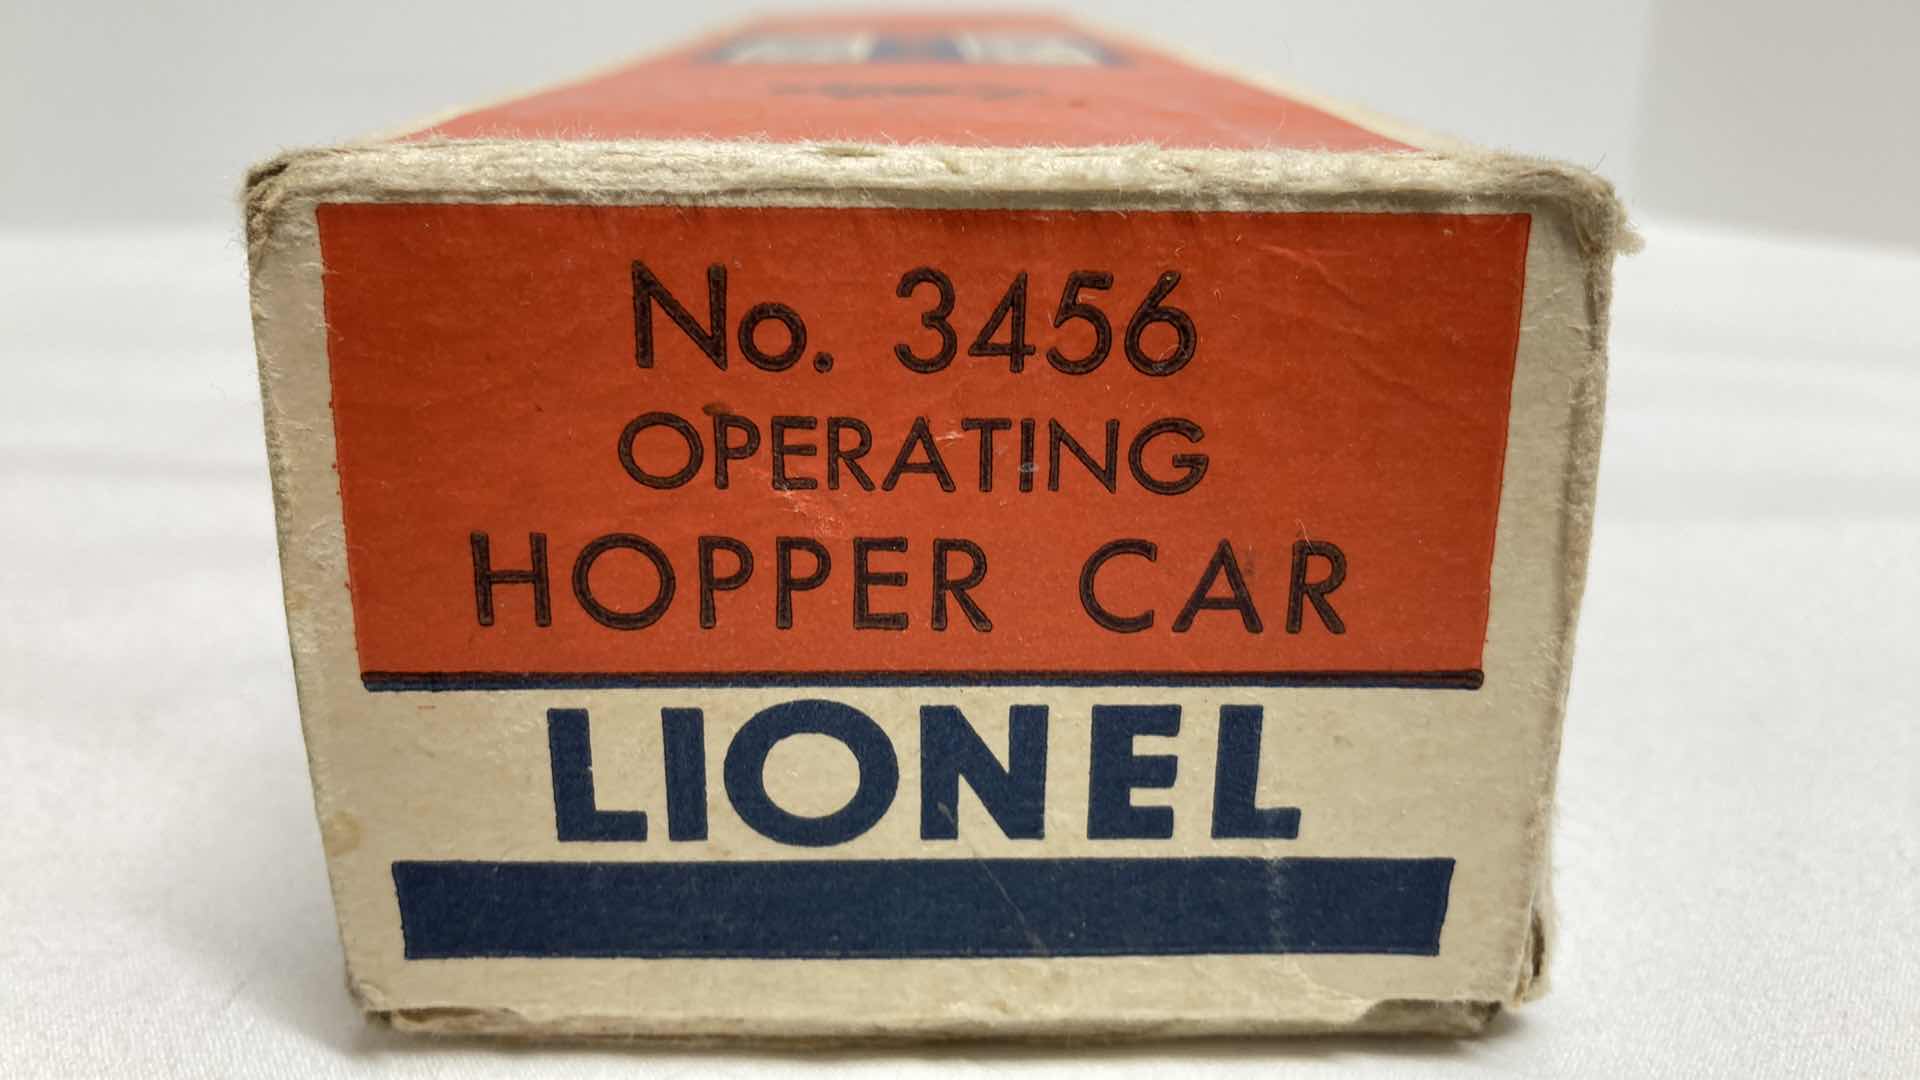 No. 3456
OPERATING
HOPPER CAR
LIONEL